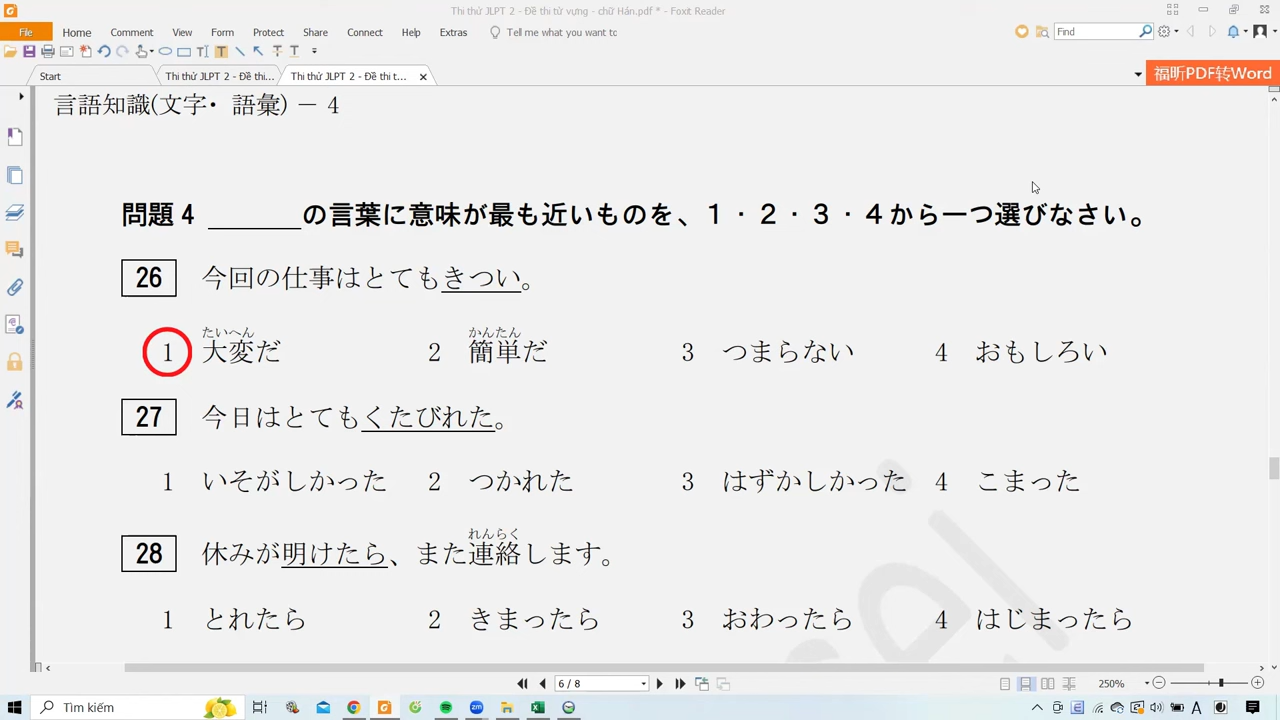 Thi thử JLPT 2 - Đề thi từ vựng - chữ Hán.pdf * - Foxit Reader
File Home Comment View Form Protect Share Connect Help Extras Tell me what you want to Find
Start Thi thử JLPT 2 - Đề thi... Thi thử JLPT 2 - Đề thi t... 福昕PDF转Word
言語知識(文字・語彙) － 4
問題4 ______の言葉に意味が最も近いものを、1・2・3・4から一つ選びなさい。
26 今回の仕事はとてもきつい。
たいへん かんたん
1 大変だ 2 簡単だ 3 つまらない 4 おもしろい
27 今日はとてもくたびれた。
1 いそがしかった 2 つかれた 3 はずかしかった 4 こまった
れんらく
28 休みが明けたら、また連絡します。
1 とれたら 2 きまったら 3 おわったら 4 はじまったら
6 / 8 250%
Tìm kiếm